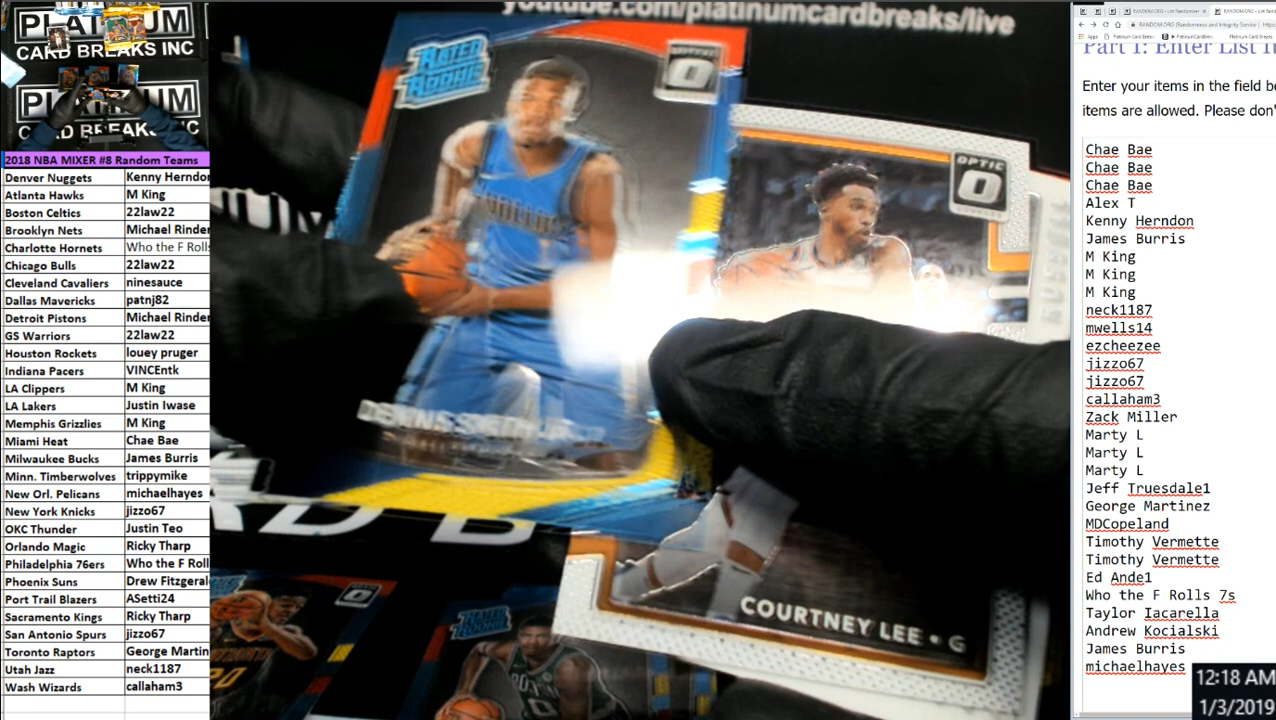 PLATINUM
CARD BREAKS INC
PLATINUM
CARD BREAKS INC
2018 NBA MIXER #8 Random Teams
Denver Nuggets Kenny Herndon
Atlanta Hawks M King
Boston Celtics 22law22
Brooklyn Nets Michael Rinder
Charlotte Hornets Who the F Rolls
Chicago Bulls 22law22
Cleveland Cavaliers ninesauce
Dallas Mavericks patnj82
Detroit Pistons Michael Rinder
GS Warriors 22law22
Houston Rockets louey pruger
Indiana Pacers VINCEntk
LA Clippers M King
LA Lakers Justin Iwase
Memphis Grizzlies M King
Miami Heat Chae Bae
Milwaukee Bucks James Burris
Minn. Timberwolves trippymike
New Orl. Pelicans michaelhayes
New York Knicks jizzo67
OKC Thunder Justin Teo
Orlando Magic Ricky Tharp
Philadelphia 76ers Who the F Roll
Phoenix Suns Drew Fitzgeral
Port Trail Blazers ASetti24
Sacramento Kings Ricky Tharp
San Antonio Spurs jizzo67
Toronto Raptors George Martin
Utah Jazz neck1187
Wash Wizards callaham3
youtube.com/platinumcardbreakslive
RATED ROOKIE
OPTIC
OPTIC
COURTNEY LEE • G
RATED ROOKIE
Part 1: Enter List It
Enter your items in the field be
items are allowed. Please don'
Chae Bae
Chae Bae
Chae Bae
Alex T
Kenny Herndon
James Burris
M King
M King
M King
neck1187
mwells14
ezcheezee
jizzo67
jizzo67
callaham3
Zack Miller
Marty L
Marty L
Marty L
Jeff Truesdale1
George Martinez
MDCopeland
Timothy Vermette
Timothy Vermette
Ed Ande1
Who the F Rolls 7s
Taylor Iacarella
Andrew Kocialski
James Burris
michaelhayes
12:18 AM
1/3/2019